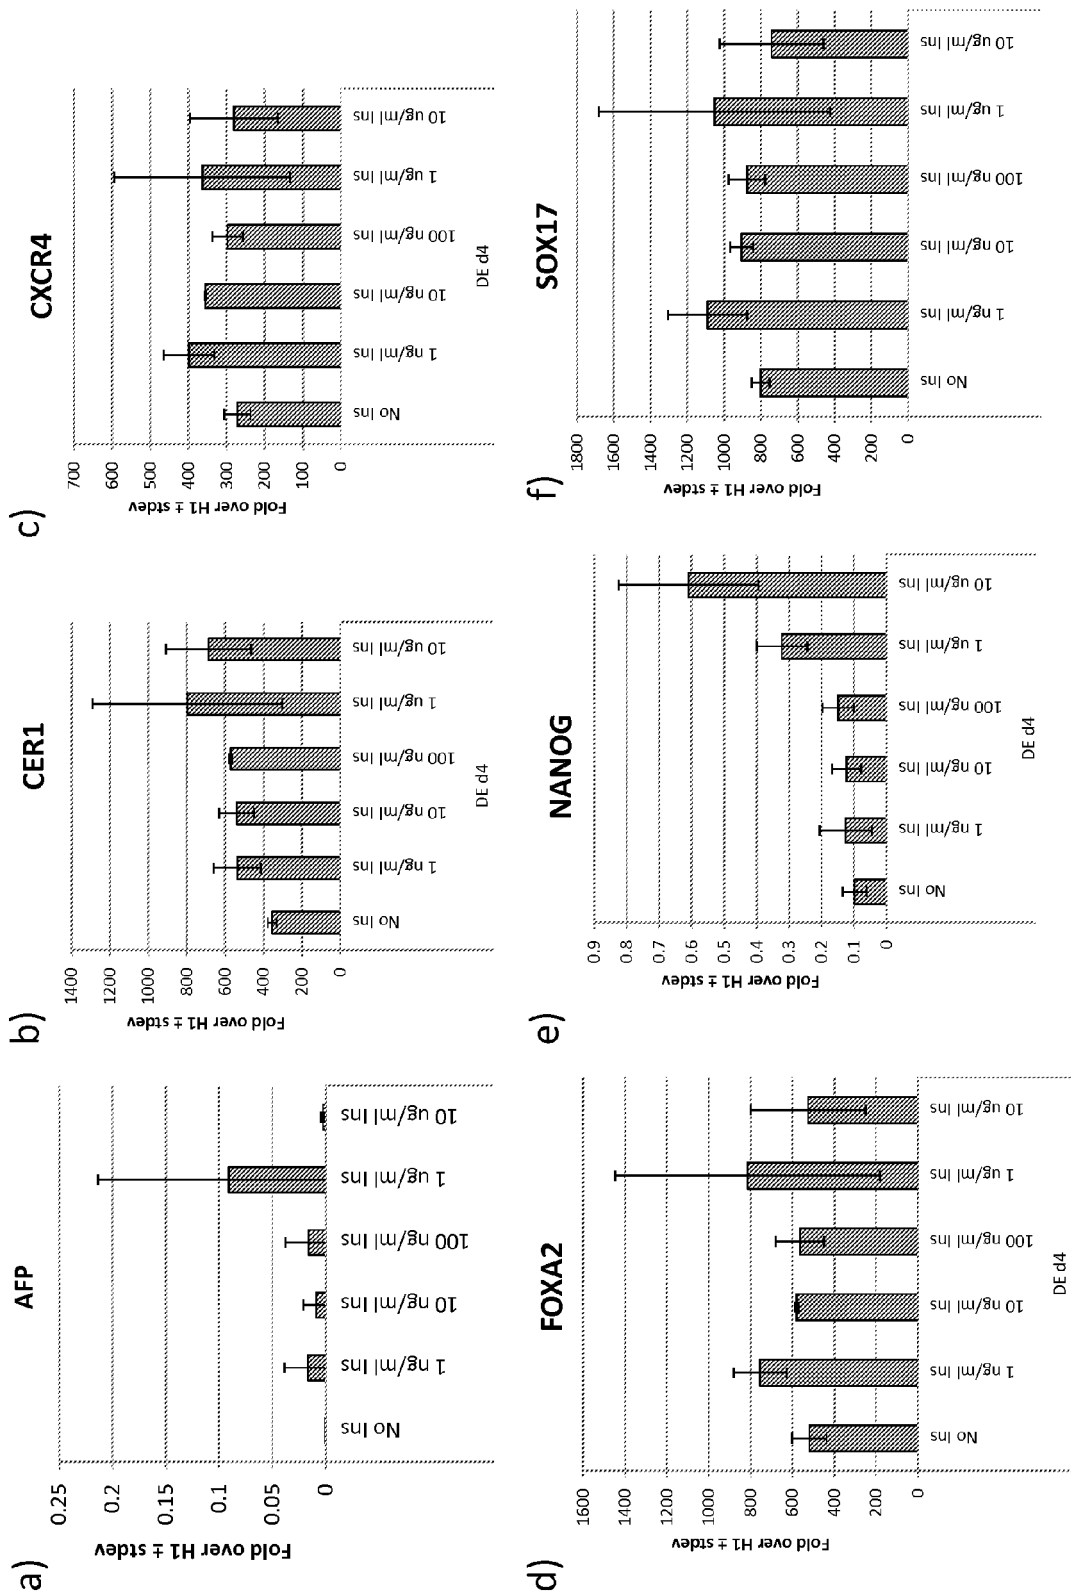 a)
AFP
Fold over H1 ± stdev
0.25
0.2
0.15
0.1
0.05
0
No Ins
1 ng/ml Ins
10 ng/ml Ins
100 ng/ml Ins
1 ug/ml Ins
10 ug/ml Ins
b)
CER1
Fold over H1 ± stdev
1400
1200
1000
800
600
400
200
0
No Ins
1 ng/ml Ins
10 ng/ml Ins
100 ng/ml Ins
1 ug/ml Ins
10 ug/ml Ins
DE d4
c)
CXCR4
Fold over H1 ± stdev
700
600
500
400
300
200
100
0
No Ins
1 ng/ml Ins
10 ng/ml Ins
100 ng/ml Ins
1 ug/ml Ins
10 ug/ml Ins
DE d4
d)
FOXA2
Fold over H1 ± stdev
1600
1400
1200
1000
800
600
400
200
0
No Ins
1 ng/ml Ins
10 ng/ml Ins
100 ng/ml Ins
1 ug/ml Ins
10 ug/ml Ins
DE d4
e)
NANOG
Fold over H1 ± stdev
0.9
0.8
0.7
0.6
0.5
0.4
0.3
0.2
0.1
0
No Ins
1 ng/ml Ins
10 ng/ml Ins
100 ng/ml Ins
1 ug/ml Ins
10 ug/ml Ins
DE d4
f)
SOX17
Fold over H1 ± stdev
1800
1600
1400
1200
1000
800
600
400
200
0
No Ins
1 ng/ml Ins
10 ng/ml Ins
100 ng/ml Ins
1 ug/ml Ins
10 ug/ml Ins